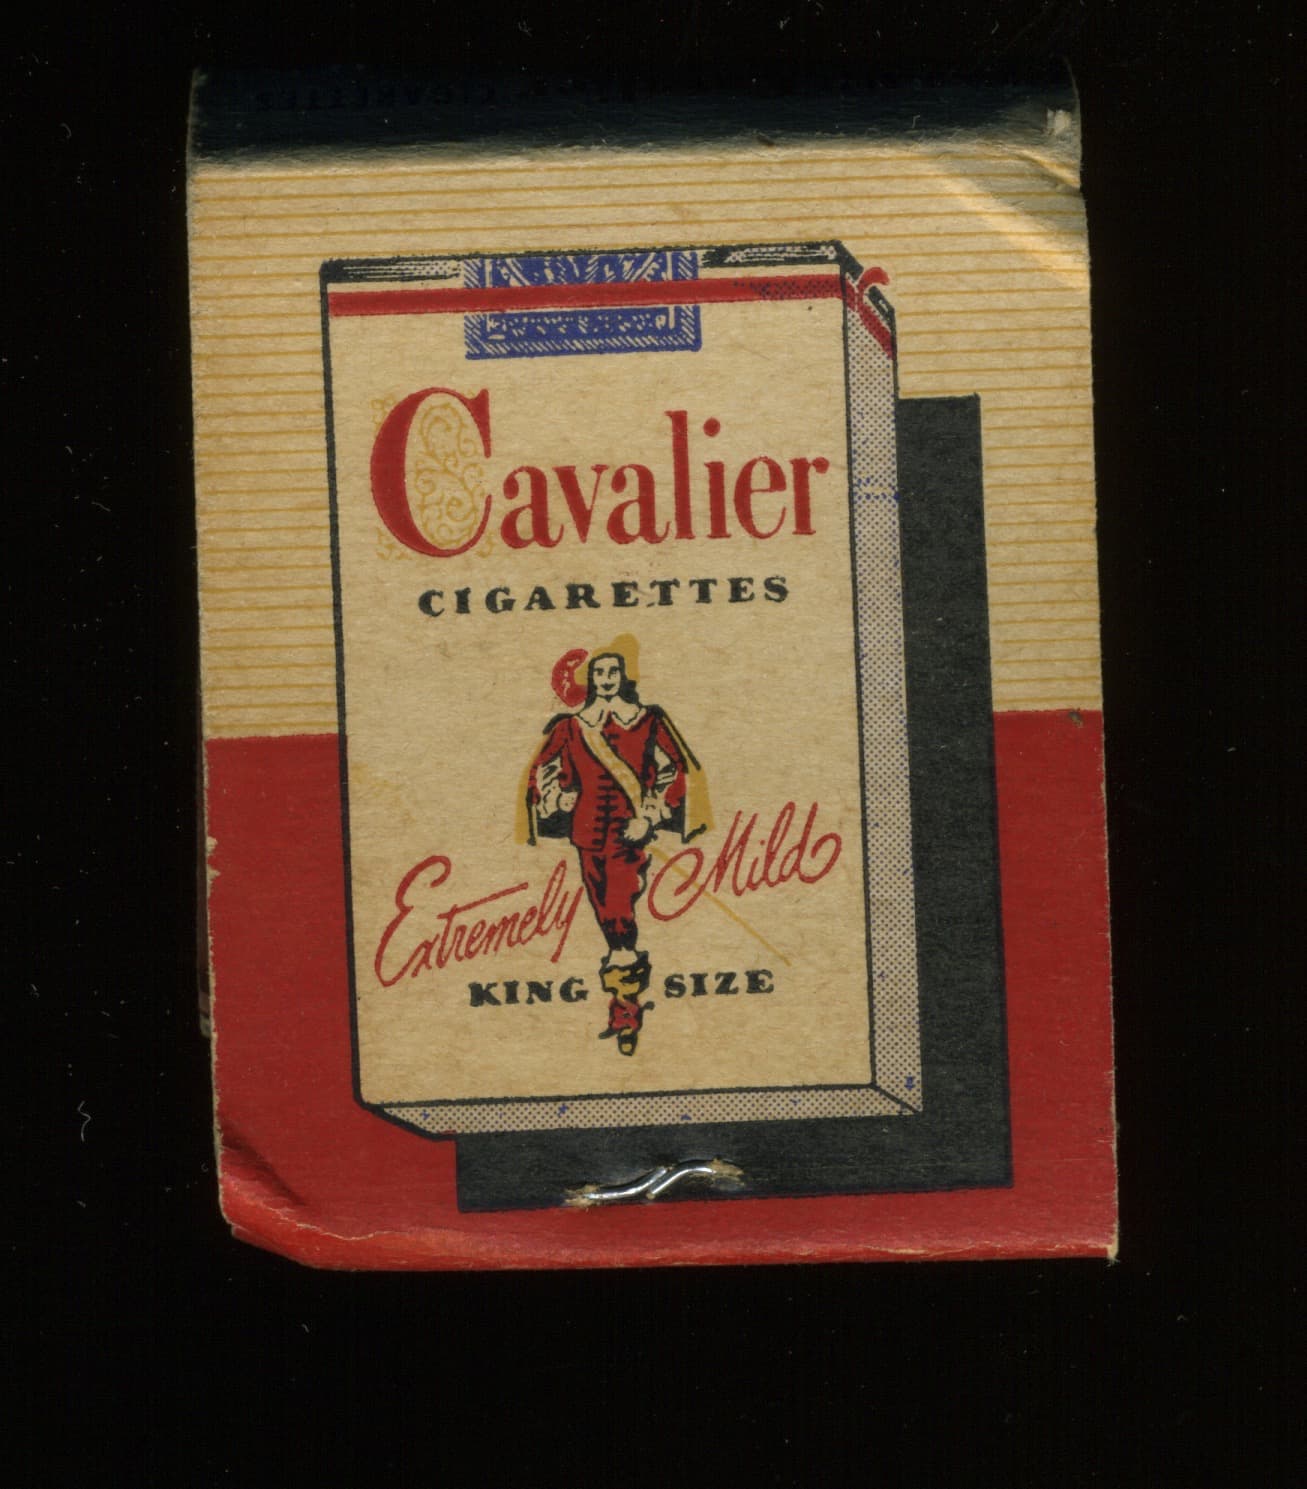 Cavalier
CIGARETTES
Extremely Mild
KING SIZE